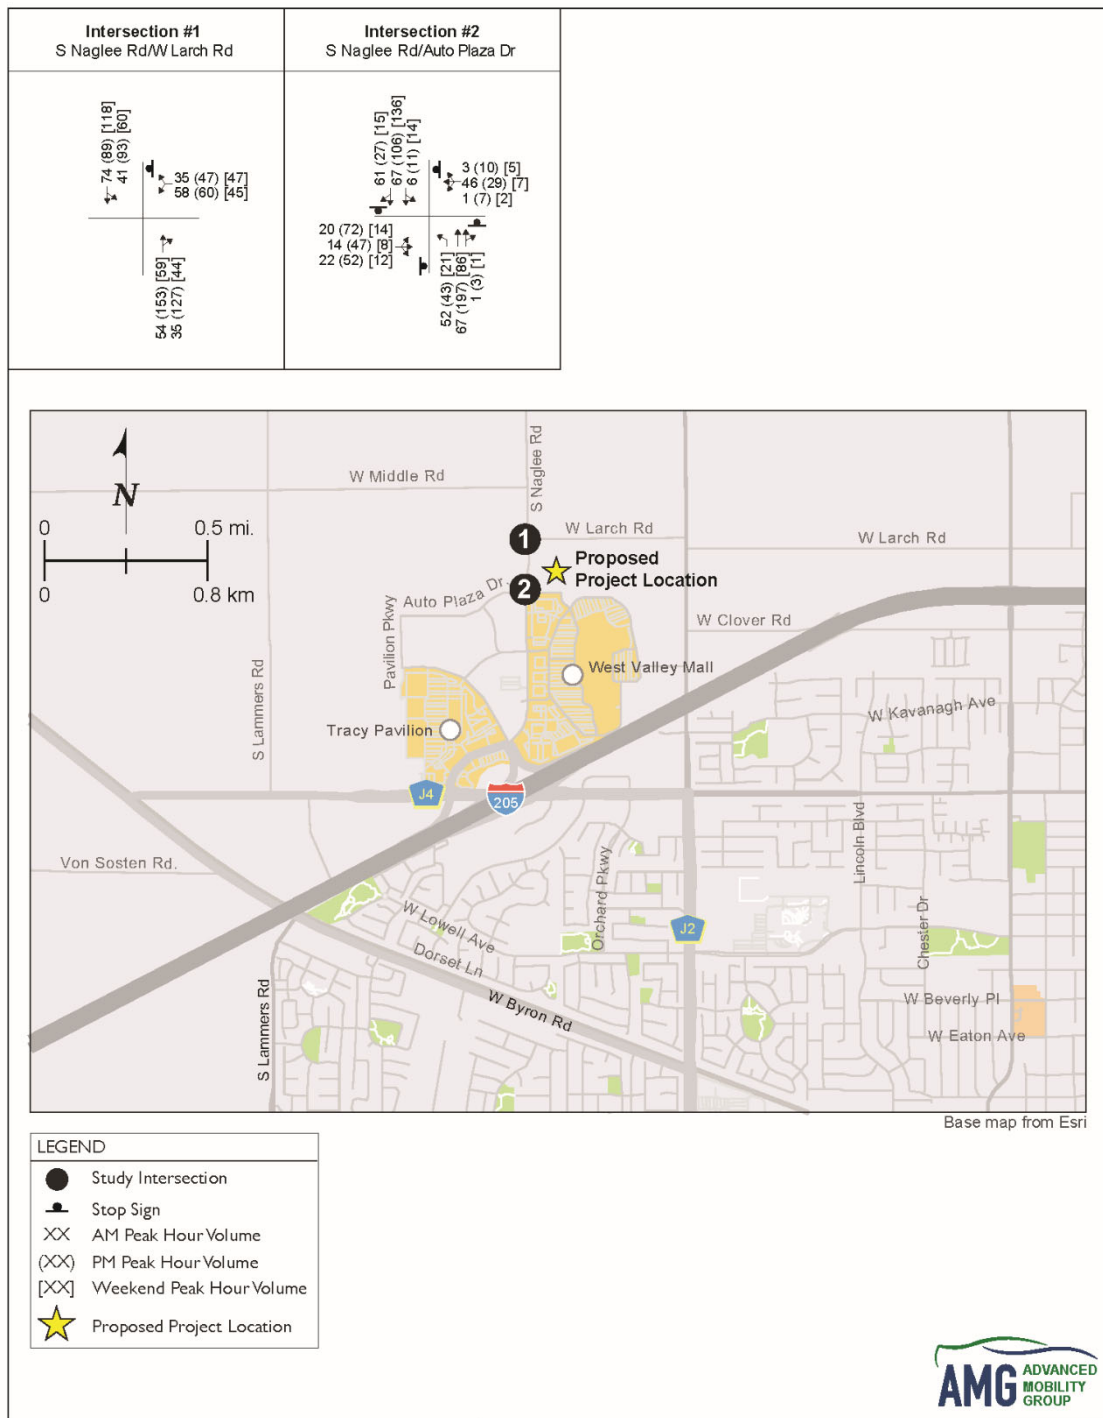 Intersection #1
S Naglee Rd/W Larch Rd
Intersection #2
S Naglee Rd/Auto Plaza Dr
74 (89) [118]
41 (93) [60]
35 (47) [47]
58 (60) [45]
54 (153) [59]
35 (127) [44]
61 (27) [15]
67 (106) [136]
6 (11) [14]
3 (10) [5]
46 (29) [7]
1 (7) [2]
20 (72) [14]
14 (47) [8]
22 (52) [12]
52 (43) [21]
67 (197) [86]
1 (3) [1]
N
0 0.5 mi.
0 0.8 km
W Middle Rd
S Naglee Rd
W Larch Rd
W Larch Rd
1
Proposed
Project Location
2
Auto Plaza Dr.
Pavilion Pkwy
W Clover Rd
S Lammers Rd
West Valley Mall
W Kavanagh Ave
Tracy Pavilion
J4
205
Lincoln Blvd
Von Sosten Rd.
Orchard Pkwy
W Lowell Ave
J2
Chester Dr
Dorset Ln
W Byron Rd
S Lammers Rd
W Beverly Pl
W Eaton Ave
Base map from Esri
LEGEND
Study Intersection
Stop Sign
XX AM Peak Hour Volume
(XX) PM Peak Hour Volume
[XX] Weekend Peak Hour Volume
Proposed Project Location
AMG ADVANCED
MOBILITY
GROUP